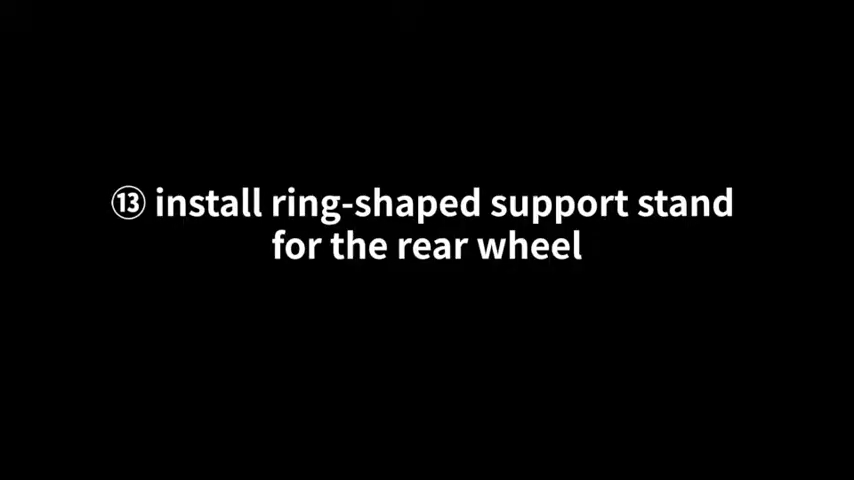 ⑬ install ring-shaped support stand
for the rear wheel